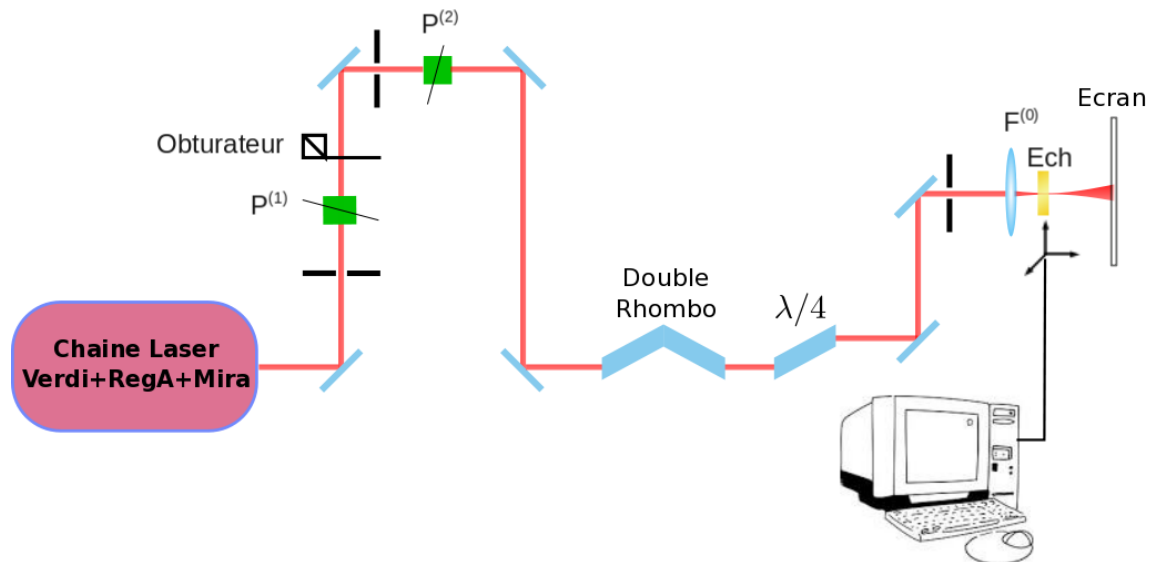 P⁽²⁾
Ecran
F⁽⁰⁾
Obturateur
Ech
P⁽¹⁾
Double
Rhombo
λ/4
Chaine Laser
Verdi+RegA+Mira